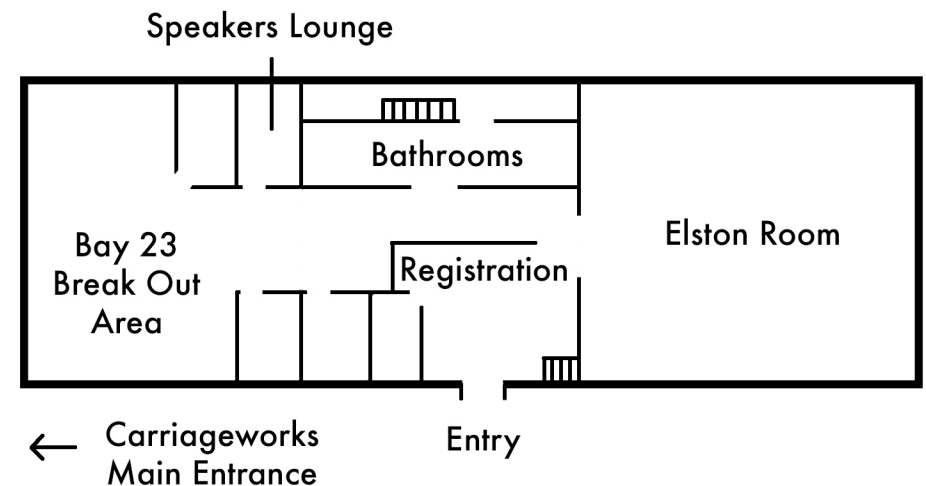 Speakers Lounge
Bathrooms
Elston Room
Bay 23
Break Out
Area
Registration
Carriageworks
Main Entrance
Entry